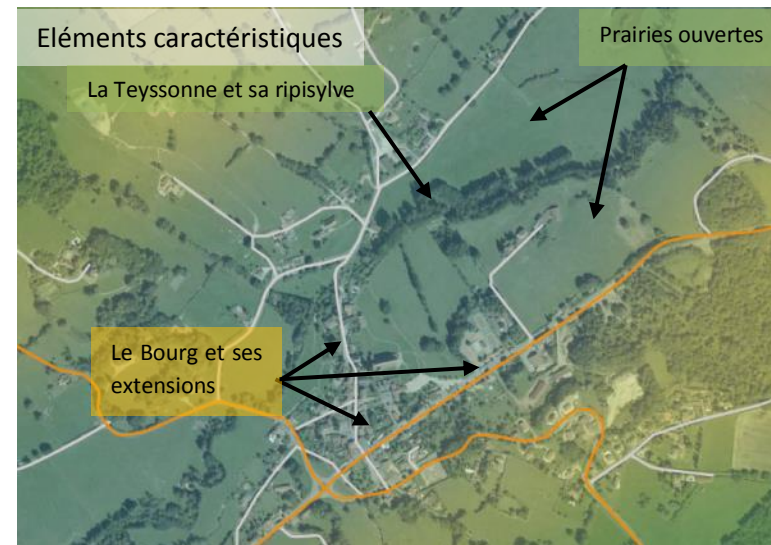 Eléments caractéristiques
Prairies ouvertes
La Teyssonne et sa ripisylve
Le Bourg et ses
extensions